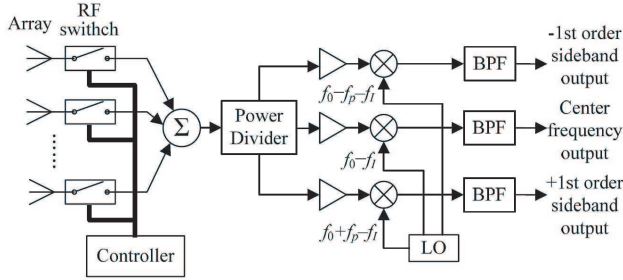 Array
RF
swithch
Σ
Power
Divider
Controller
f0−fp−fI
f0−fI
f0+fp−fI
LO
BPF
BPF
BPF
-1st order
sideband
output
Center
frequency
output
+1st order
sideband
output